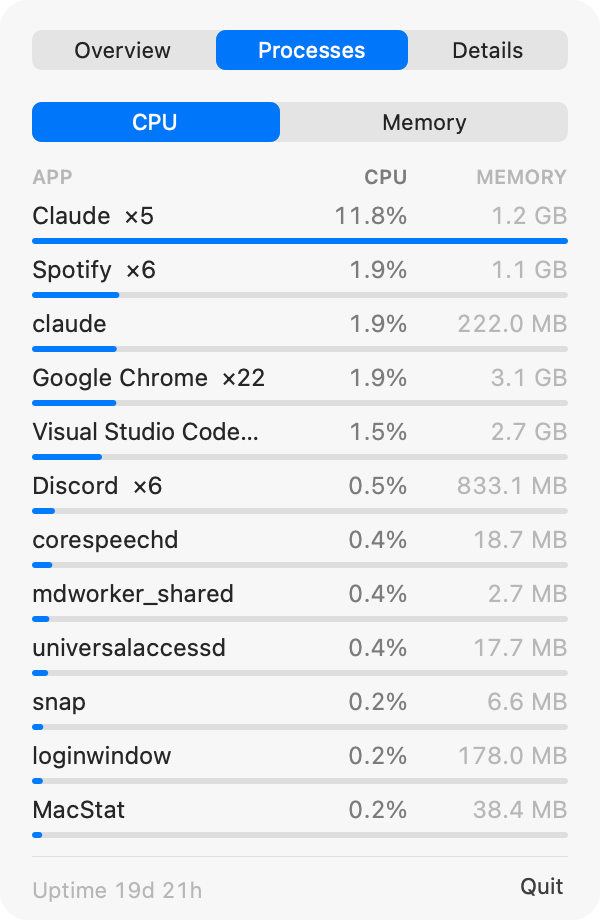 Overview Processes Details
CPU Memory
APP CPU MEMORY
Claude ×5 11.8% 1.2 GB
Spotify ×6 1.9% 1.1 GB
claude 1.9% 222.0 MB
Google Chrome ×22 1.9% 3.1 GB
Visual Studio Code... 1.5% 2.7 GB
Discord ×6 0.5% 833.1 MB
corespeechd 0.4% 18.7 MB
mdworker_shared 0.4% 2.7 MB
universalaccessd 0.4% 17.7 MB
snap 0.2% 6.6 MB
loginwindow 0.2% 178.0 MB
MacStat 0.2% 38.4 MB
Uptime 19d 21h Quit